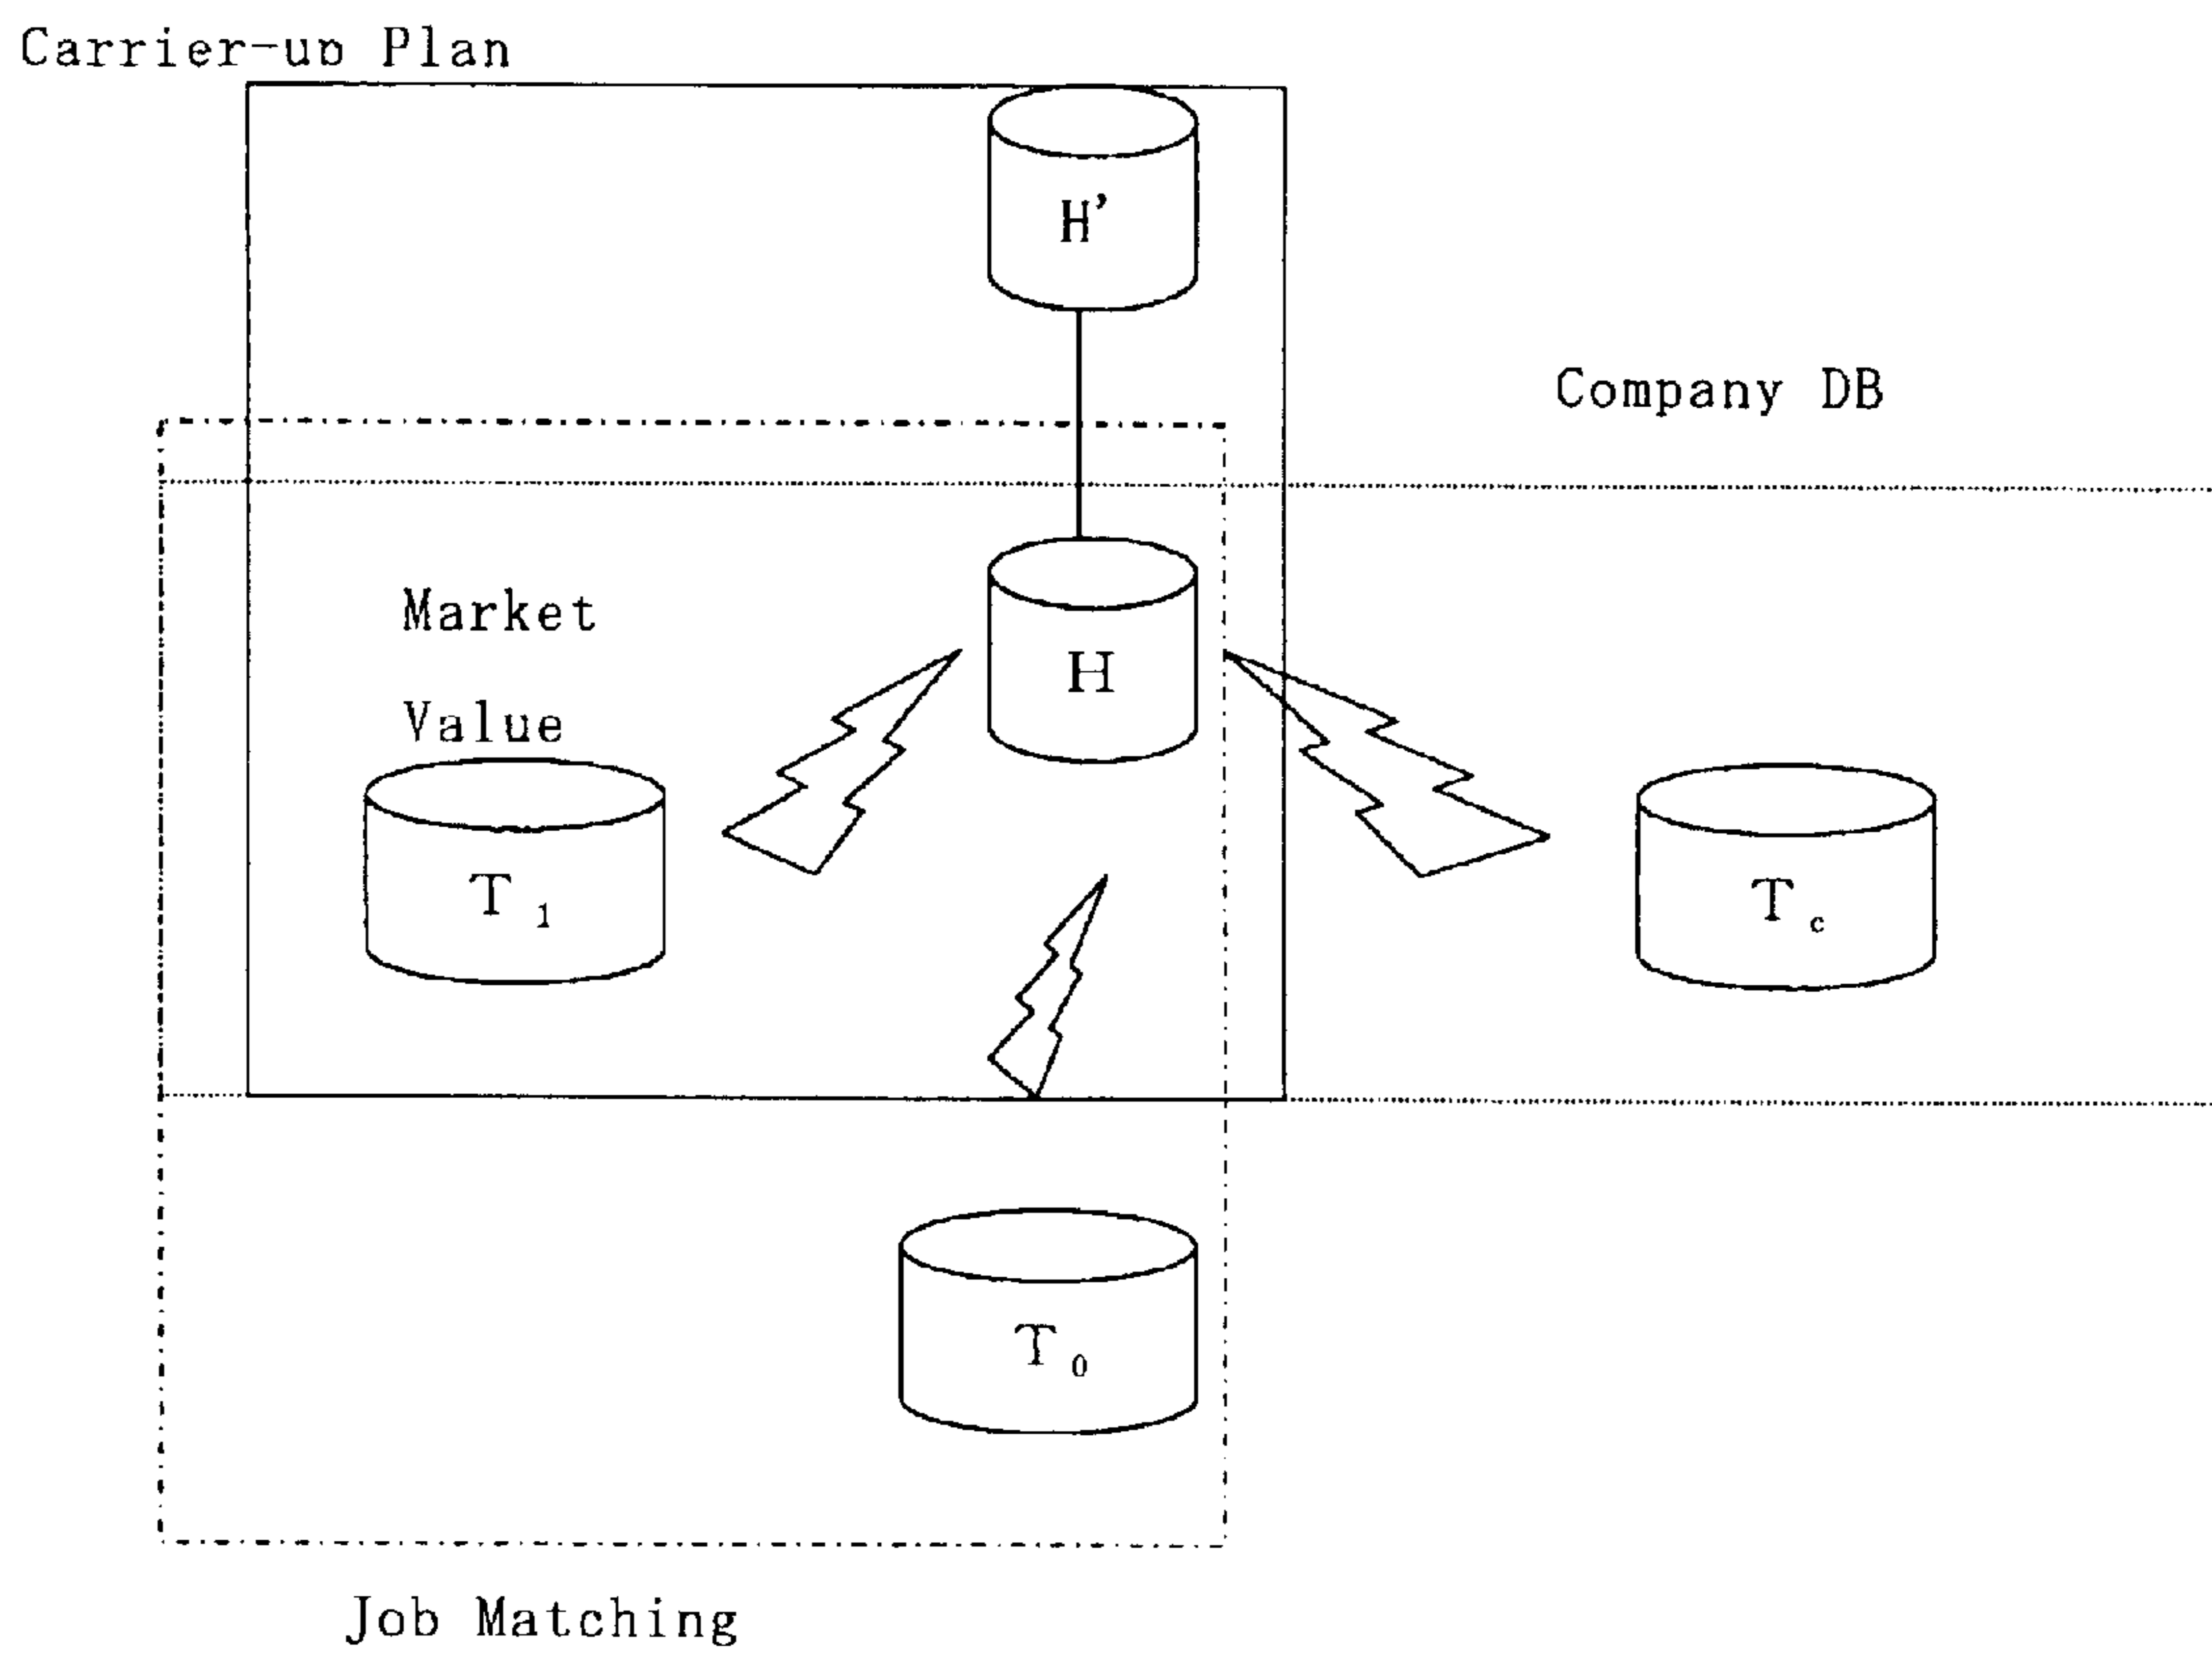 Carrier-up Plan
H'
Company DB
Market
Value
H
T1
Tc
T0
Job Matching